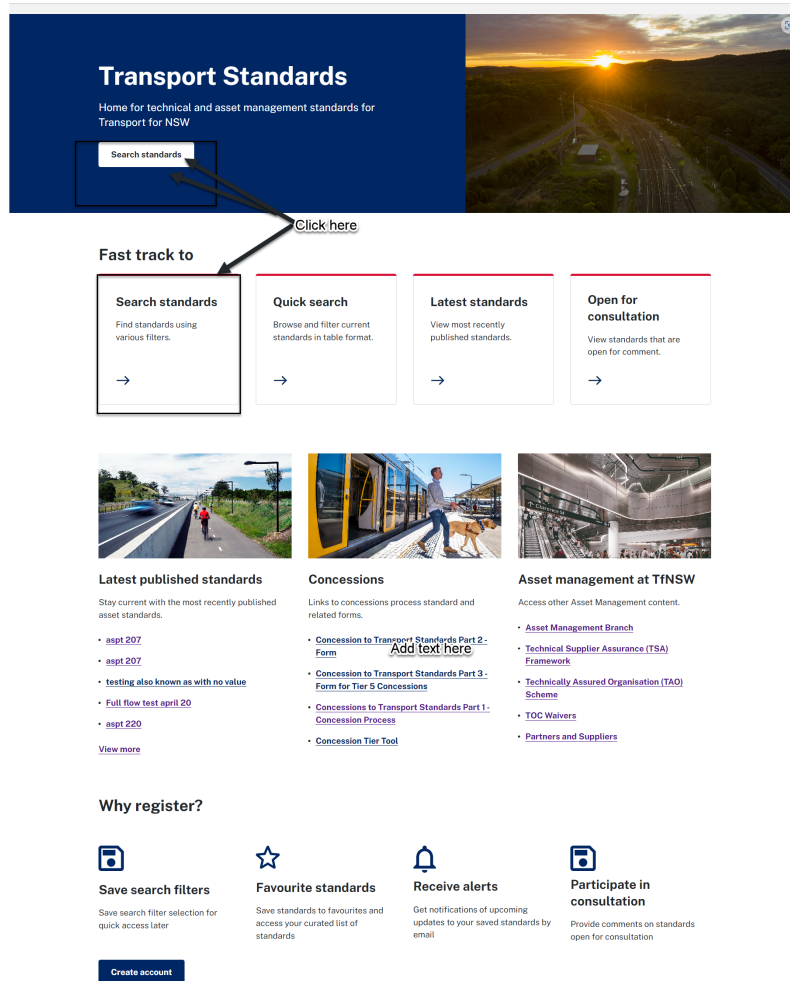 Transport Standards
Home for technical and asset management standards for
Transport for NSW
Search standards
Click here
Fast track to
Search standards
Find standards using
various filters.
Quick search
Browse and filter current
standards in table format.
Latest standards
View most recently
published standards.
Open for
consultation
View standards that are
open for comment.
Latest published standards
Stay current with the most recently published
asset standards.
• aspt 207
• aspt 207
• testing also known as with no value
• Full flow test april 20
• aspt 220
View more
Concessions
Links to concessions process standard and
related forms.
• Concession to Transport Standards Part 2 -
Form
Add text here
• Concession to Transport Standards Part 3 -
Form for Tier 5 Concessions
• Concessions to Transport Standards Part 1 -
Concession Process
• Concession Tier Tool
Asset management at TfNSW
Access other Asset Management content.
• Asset Management Branch
• Technical Supplier Assurance (TSA)
Framework
• Technically Assured Organisation (TAO)
Scheme
• TOC Waivers
• Partners and Suppliers
Why register?
Save search filters
Save search filter selection for
quick access later
Favourite standards
Save standards to favourites and
access your curated list of
standards
Receive alerts
Get notifications of upcoming
updates to your saved standards by
email
Participate in
consultation
Provide comments on standards
open for consultation
Create account